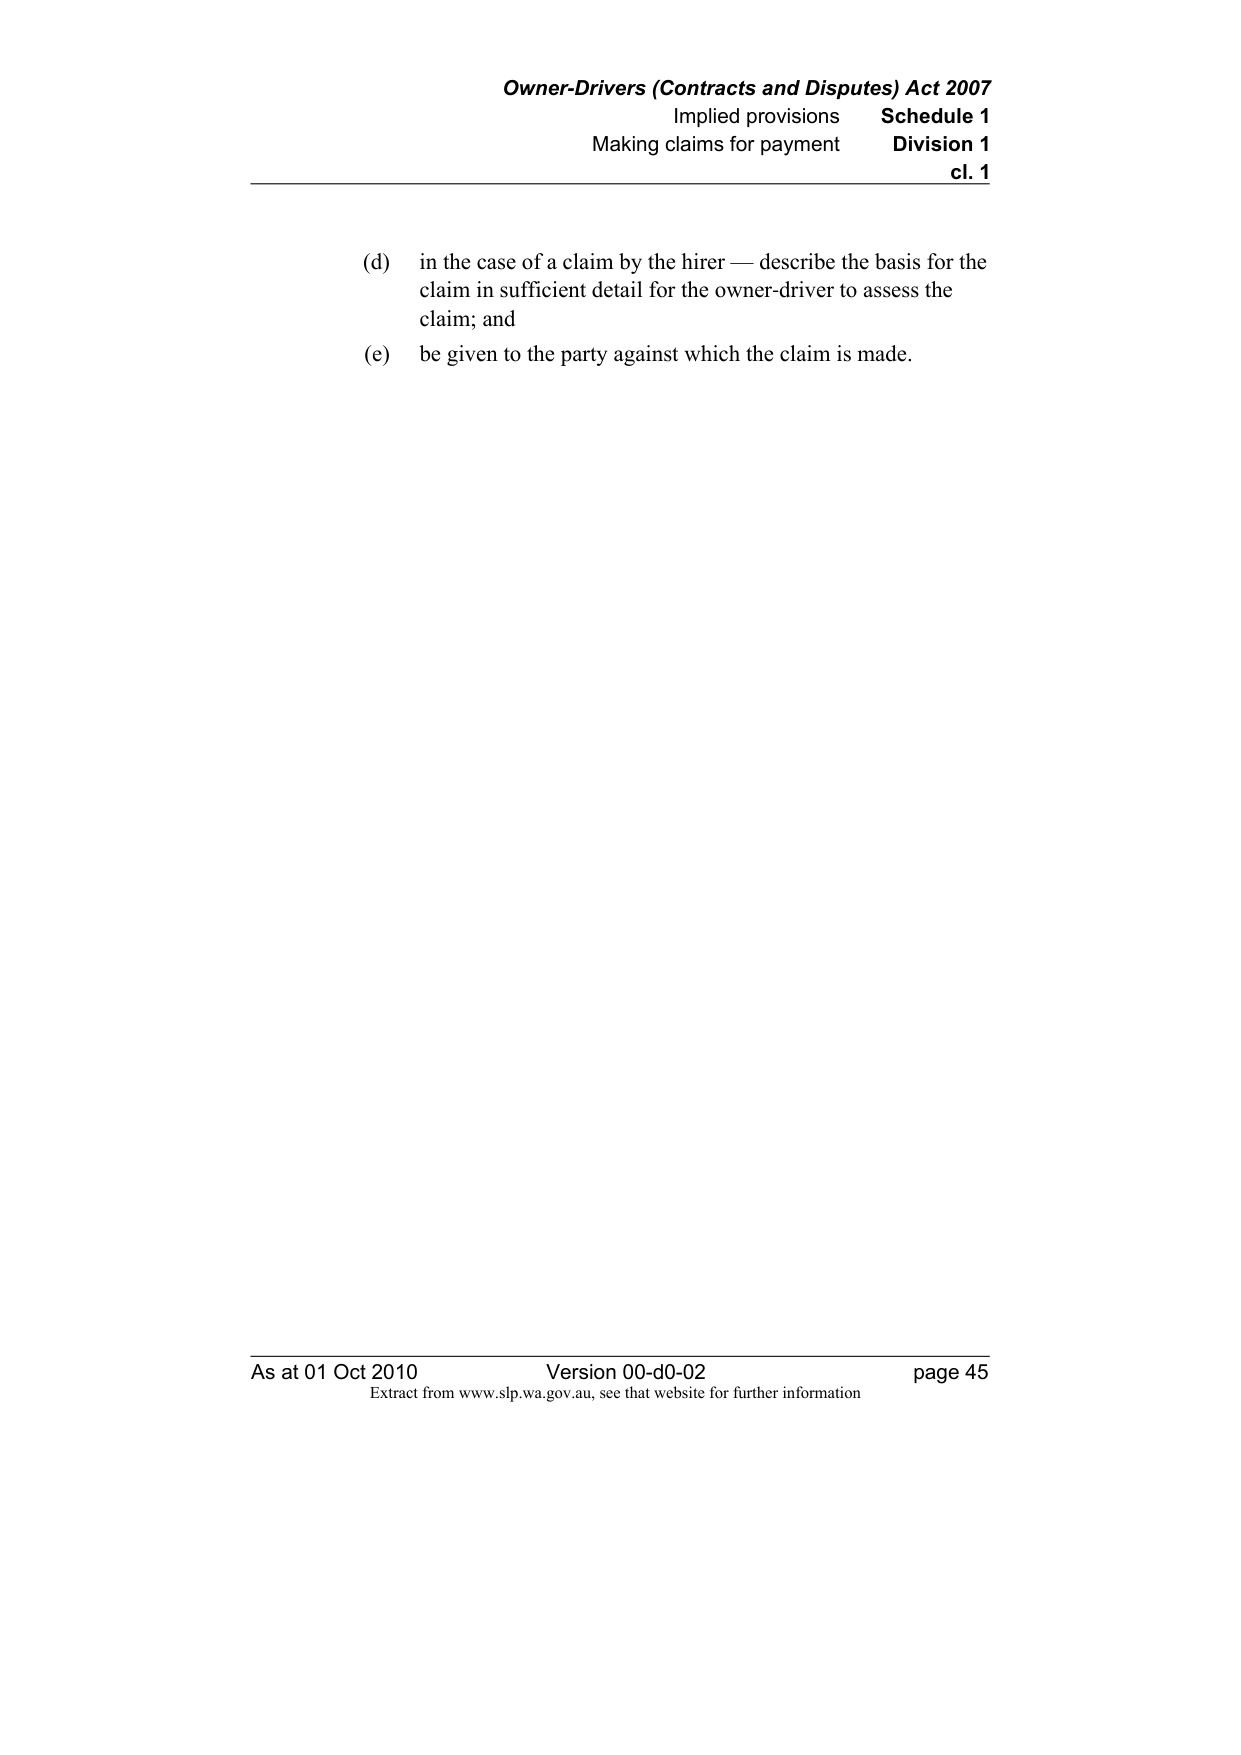 Owner-Drivers (Contracts and Disputes) Act 2007
Implied provisions Schedule 1
Making claims for payment Division 1
cl. 1
(d) in the case of a claim by the hirer — describe the basis for the
claim in sufficient detail for the owner-driver to assess the
claim; and
(e) be given to the party against which the claim is made.
As at 01 Oct 2010 Version 00-d0-02 page 45
Extract from www.slp.wa.gov.au, see that website for further information